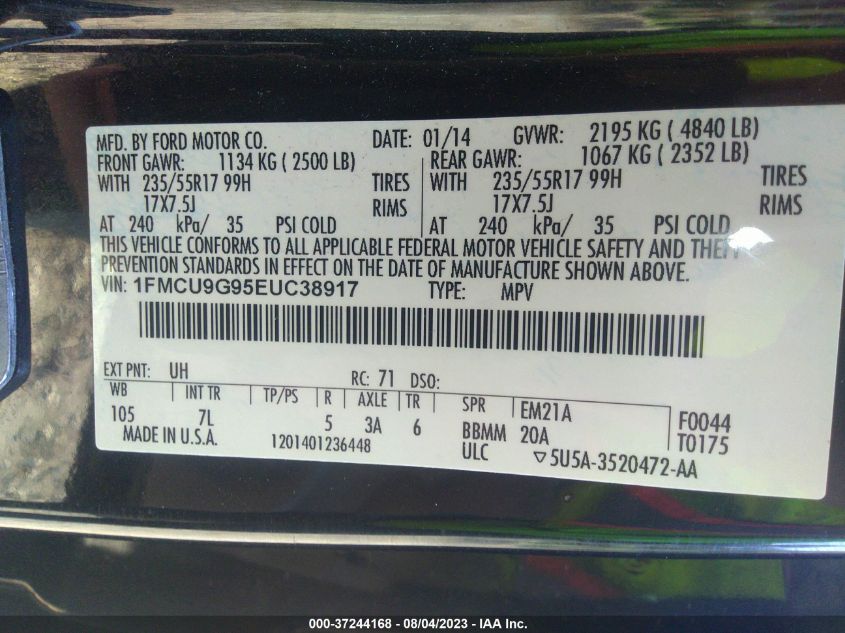 MFD. BY FORD MOTOR CO. DATE: 01/14 GVWR: 2195 KG ( 4840 LB)
FRONT GAWR: 1134 KG ( 2500 LB) REAR GAWR: 1067 KG ( 2352 LB)
WITH 235/55R17 99H TIRES WITH 235/55R17 99H TIRES
17X7.5J RIMS 17X7.5J RIMS
AT 240 kPa/ 35 PSI COLD AT 240 kPa/ 35 PSI COLD
THIS VEHICLE CONFORMS TO ALL APPLICABLE FEDERAL MOTOR VEHICLE SAFETY AND THEFT
PREVENTION STANDARDS IN EFFECT ON THE DATE OF MANUFACTURE SHOWN ABOVE.
VIN: 1FMCU9G95EUC38917 TYPE: MPV
EXT PNT: UH RC: 71 DSO:
WB INT TR TP/PS R AXLE TR SPR EM21A F0044
105 7L 5 3A 6 BBMM 20A T0175
MADE IN U.S.A. 1201401236448 ULC ▽5U5A-3520472-AA
000-37244168 - 08/04/2023 - IAA Inc.